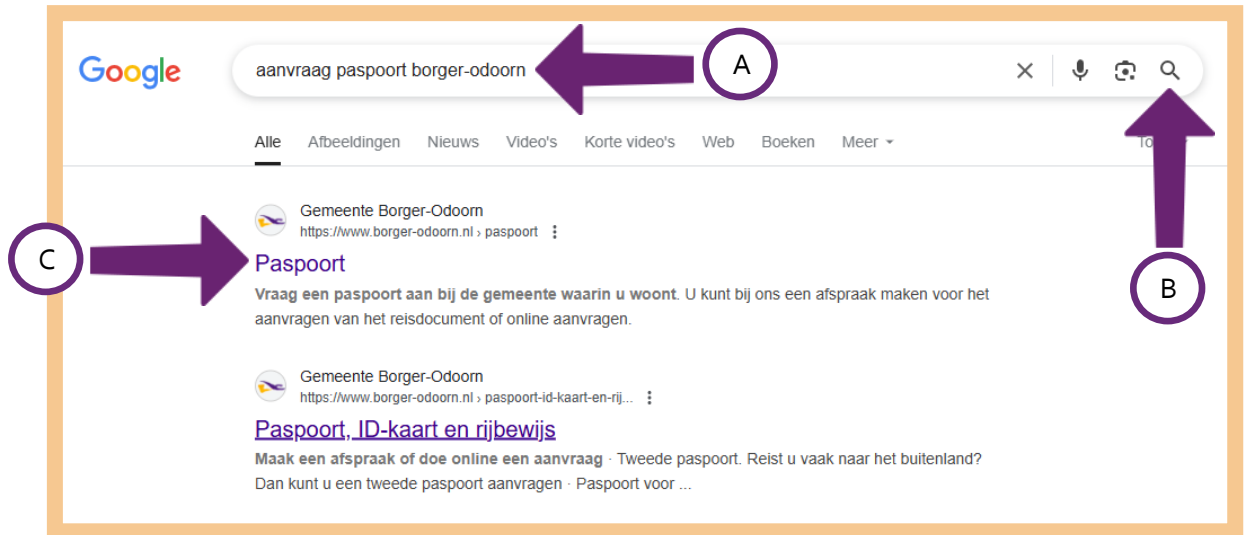 Google
aanvraag paspoort borger-odoorn
A
Alle Afbeeldingen Nieuws Video's Korte video's Web Boeken Meer
B
Gemeente Borger-Odoorn
https://www.borger-odoorn.nl › paspoort
C
Paspoort
Vraag een paspoort aan bij de gemeente waarin u woont. U kunt bij ons een afspraak maken voor het
aanvragen van het reisdocument of online aanvragen.
Gemeente Borger-Odoorn
https://www.borger-odoorn.nl › paspoort-id-kaart-en-rij...
Paspoort, ID-kaart en rijbewijs
Maak een afspraak of doe online een aanvraag · Tweede paspoort. Reist u vaak naar het buitenland?
Dan kunt u een tweede paspoort aanvragen · Paspoort voor ...